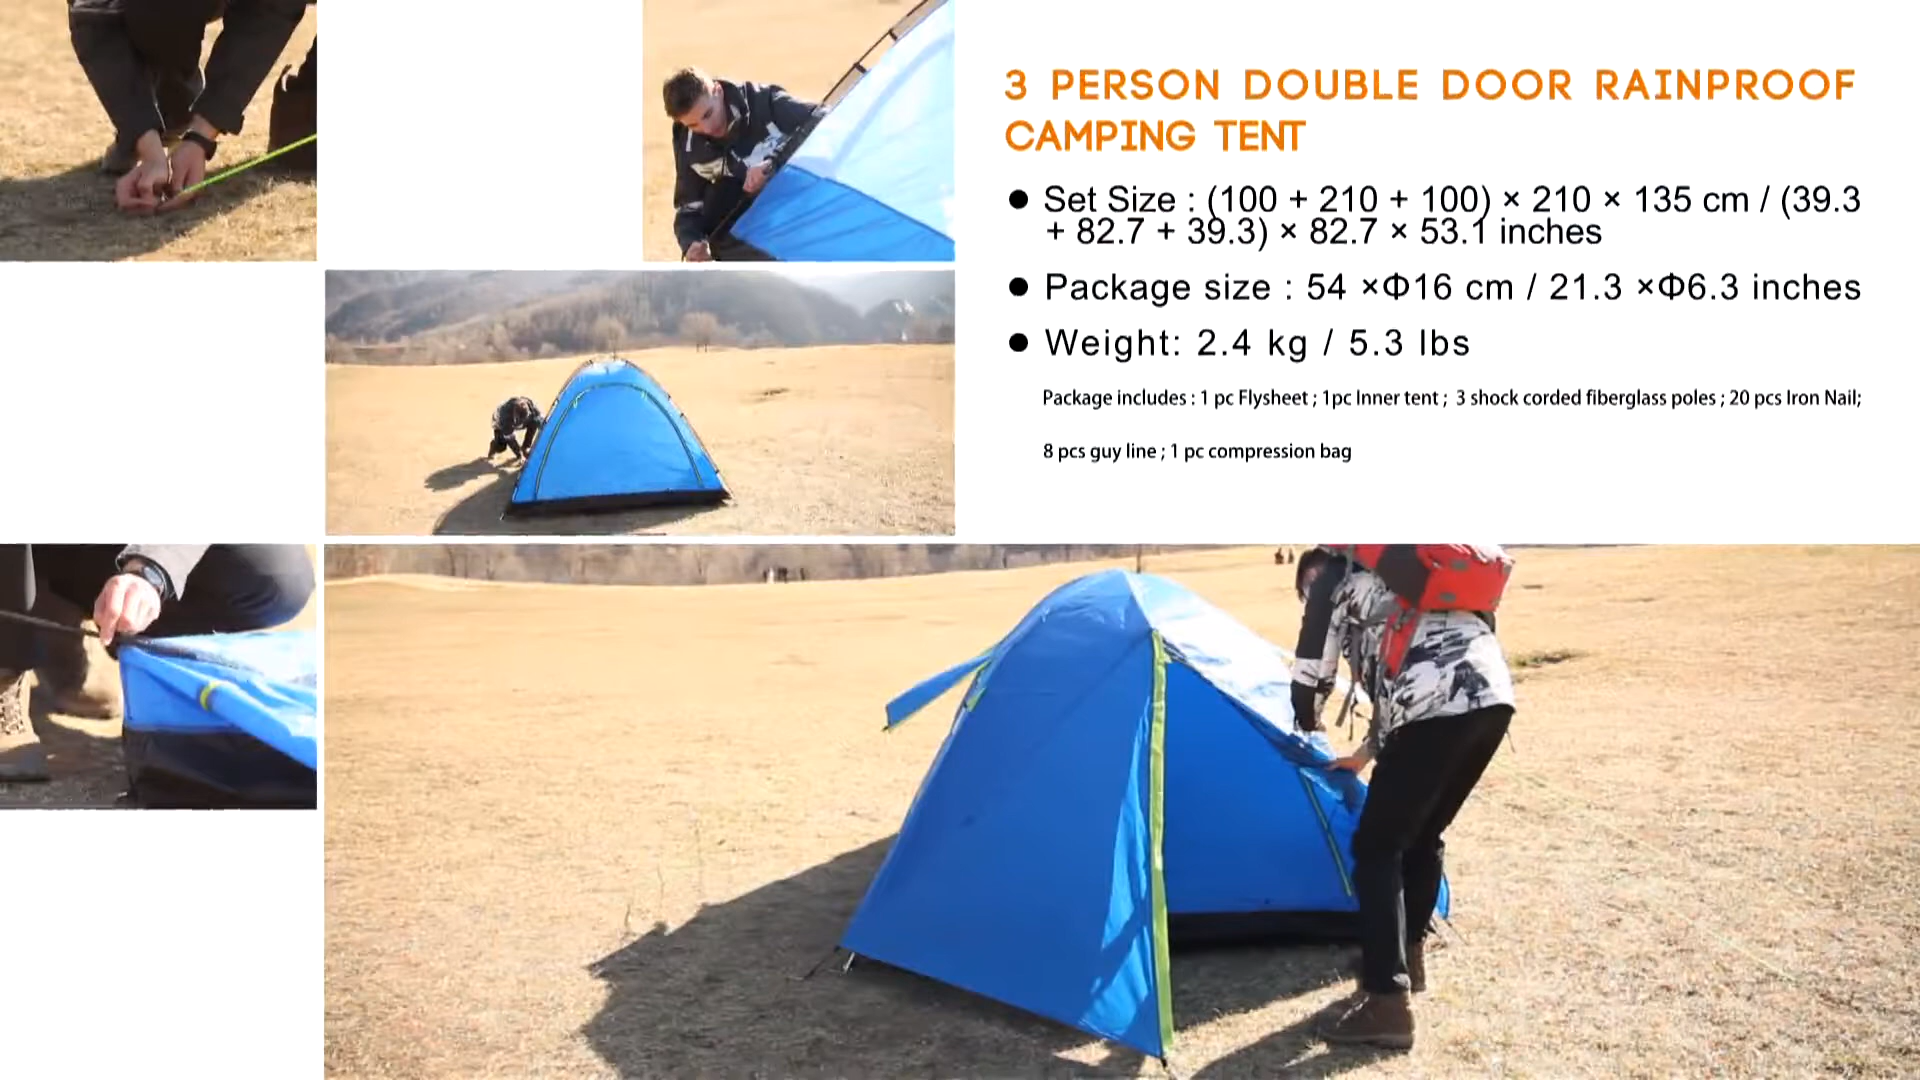 3 PERSON DOUBLE DOOR RAINPROOF
CAMPING TENT
● Set Size : (100 + 210 + 100) × 210 × 135 cm / (39.3
+ 82.7 + 39.3) × 82.7 × 53.1 inches
● Package size : 54 ×Φ16 cm / 21.3 ×Φ6.3 inches
● Weight: 2.4 kg / 5.3 lbs
Package includes : 1 pc Flysheet ; 1pc Inner tent ; 3 shock corded fiberglass poles ; 20 pcs Iron Nail;
8 pcs guy line ; 1 pc compression bag